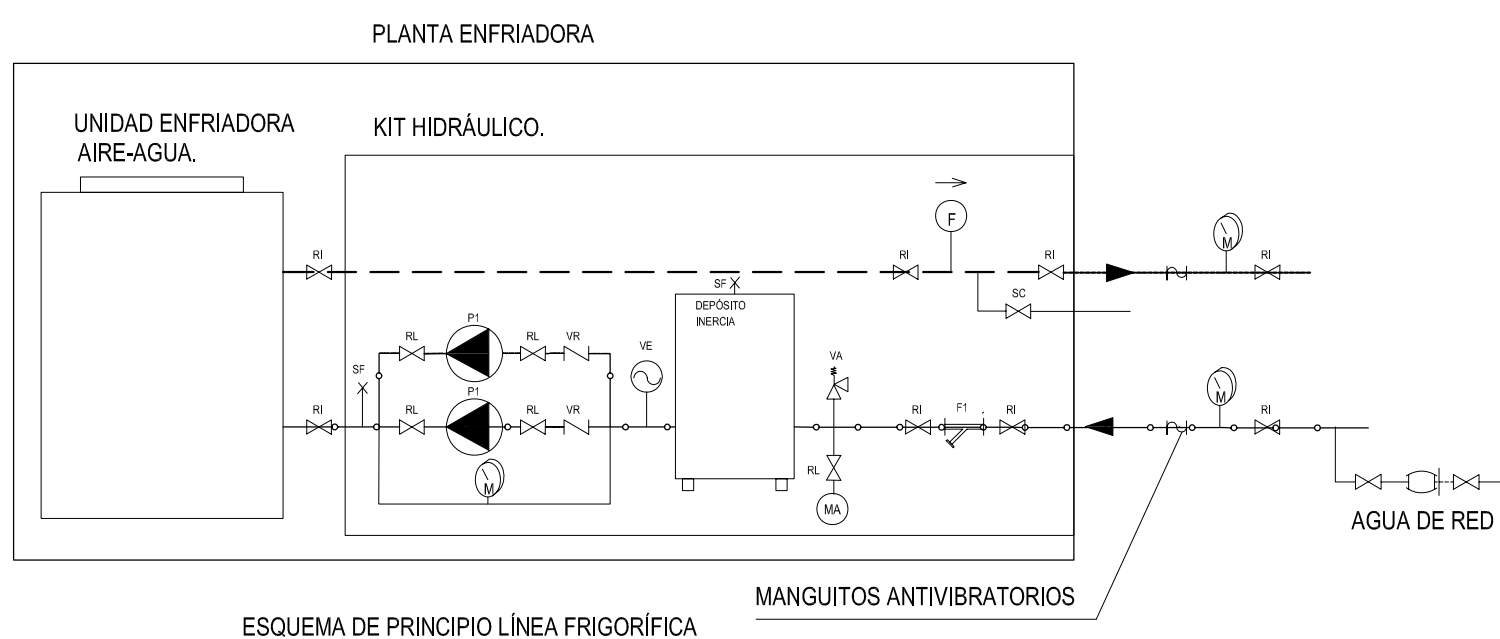 PLANTA ENFRIADORA
UNIDAD ENFRIADORA
AIRE-AGUA.
KIT HIDRÁULICO.
F
M
RI
RI
RI
RI
SF
SC
DEPÓSITO
INERCIA
P1
RL
RL
VR
VE
VA
SF
P1
M
RI
RL
RL
VR
RI
F1
RI
RI
RL
M
MA
AGUA DE RED
MANGUITOS ANTIVIBRATORIOS
ESQUEMA DE PRINCIPIO LÍNEA FRIGORÍFICA